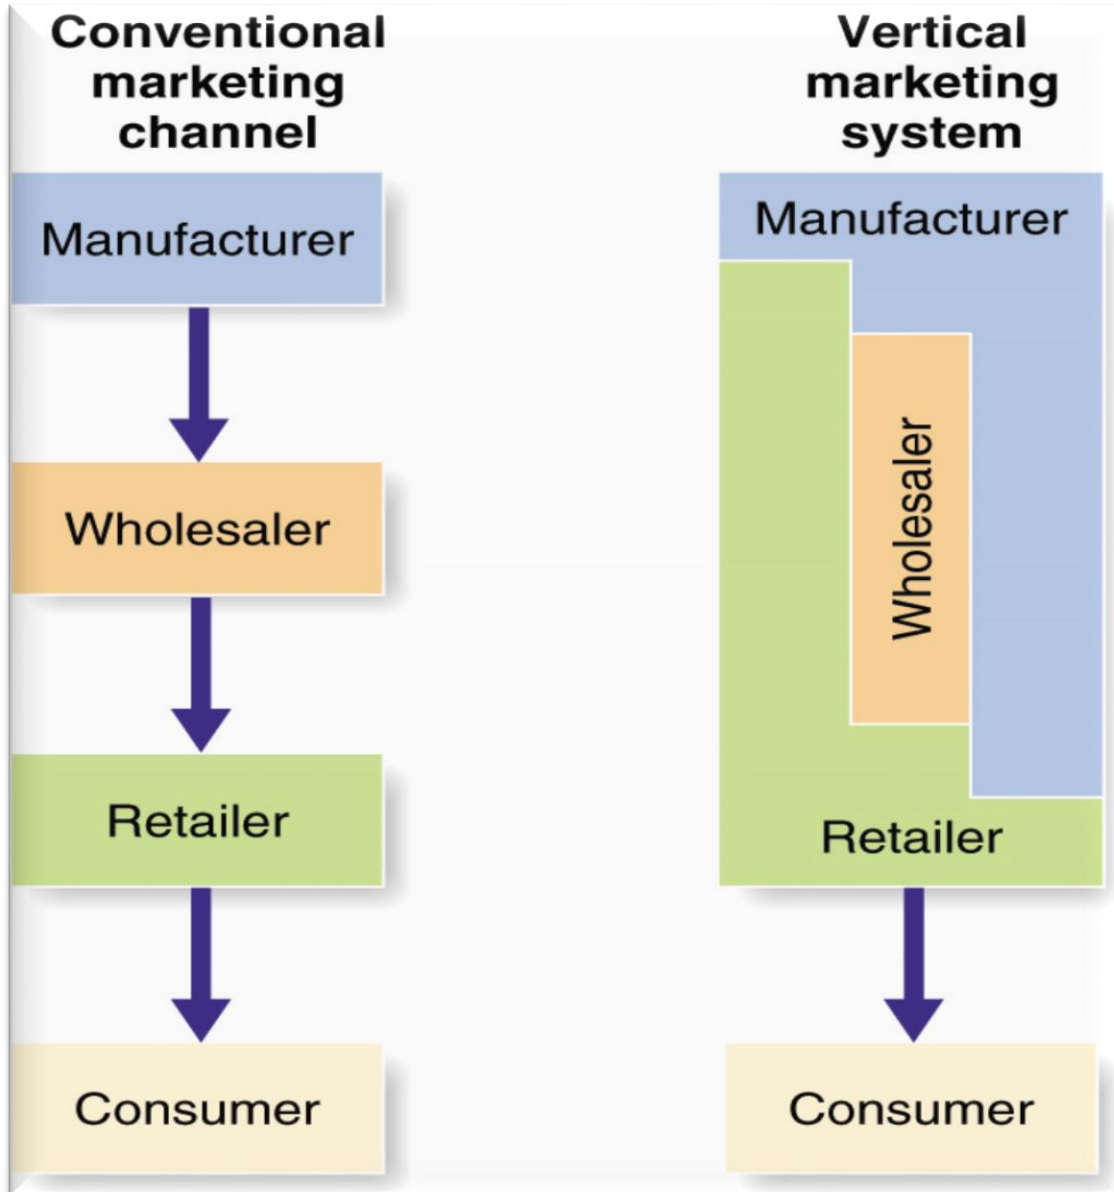 Conventional
marketing
channel
Manufacturer
Wholesaler
Retailer
Consumer
Vertical
marketing
system
Manufacturer
Wholesaler
Retailer
Consumer